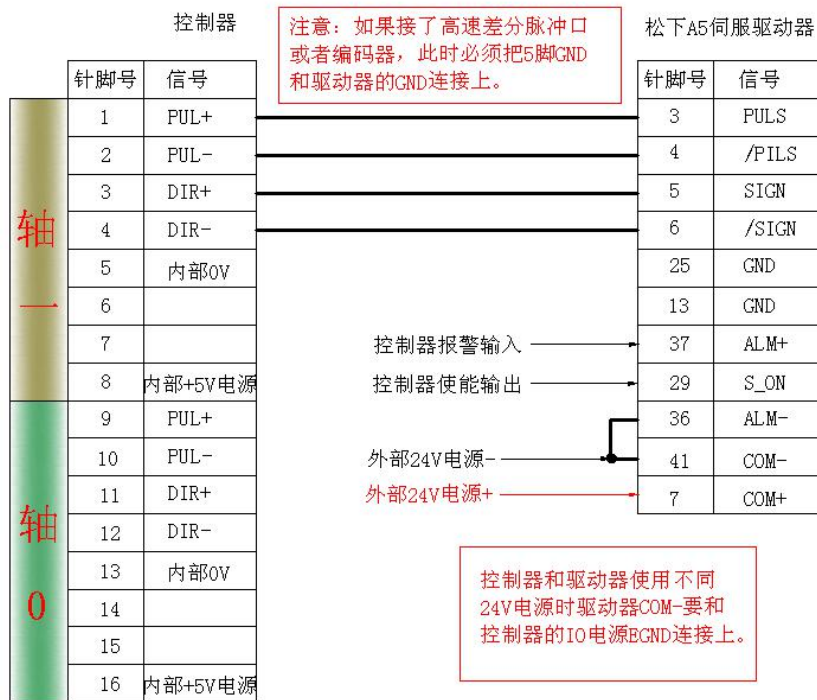 控制器
注意：如果接了高速差分脉冲口
或者编码器，此时必须把5脚GND
和驱动器的GND连接上。
松下A5伺服驱动器
针脚号 信号
针脚号 信号
轴一
1 PUL+
3 PULS
2 PUL-
4 /PILS
3 DIR+
5 SIGN
4 DIR-
6 /SIGN
5 内部0V
25 GND
6
13 GND
7
控制器报警输入
37 ALM+
8 内部+5V电源
控制器使能输出
29 S_ON
轴0
9 PUL+
36 ALM-
10 PUL-
外部24V电源-
41 COM-
11 DIR+
外部24V电源+
7 COM+
12 DIR-
13 内部0V
14
15
16 内部+5V电源
控制器和驱动器使用不同
24V电源时驱动器COM-要和
控制器的IO电源EGND连接上。